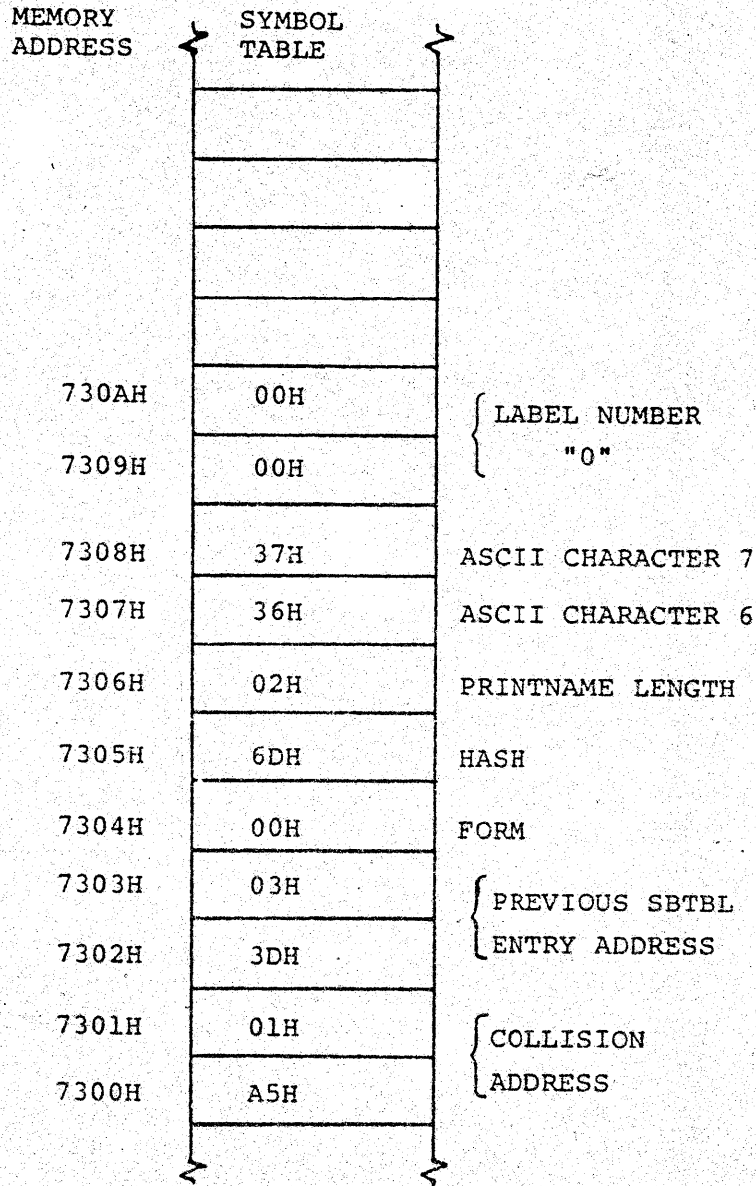 MEMORY ADDRESS
SYMBOL TABLE
730AH 00H
LABEL NUMBER "0"
7309H 00H
7308H 37H ASCII CHARACTER 7
7307H 36H ASCII CHARACTER 6
7306H 02H PRINTNAME LENGTH
7305H 6DH HASH
7304H 00H FORM
7303H 03H
PREVIOUS SBTBL ENTRY ADDRESS
7302H 3DH
7301H 01H
COLLISION ADDRESS
7300H A5H